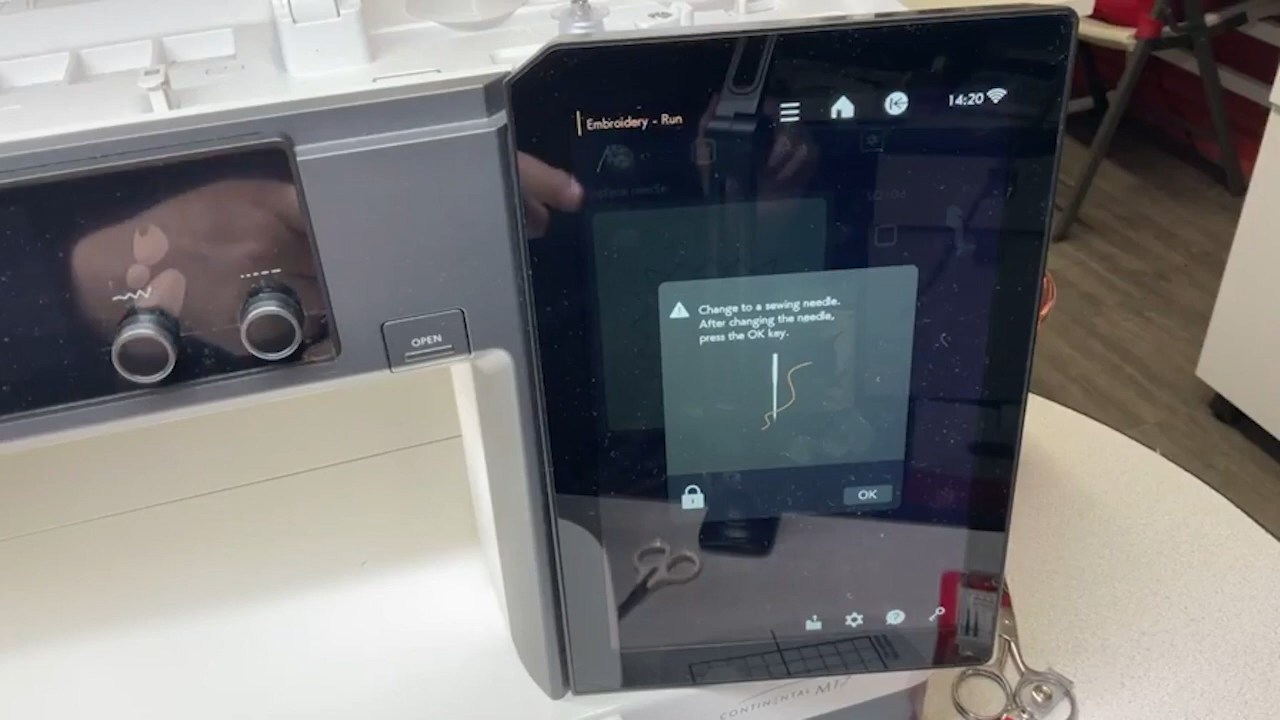 Embroidery - Run
14:20
Change to a sewing needle.
After changing the needle,
press the OK key.
OK
OPEN
CONTINENTAL M17